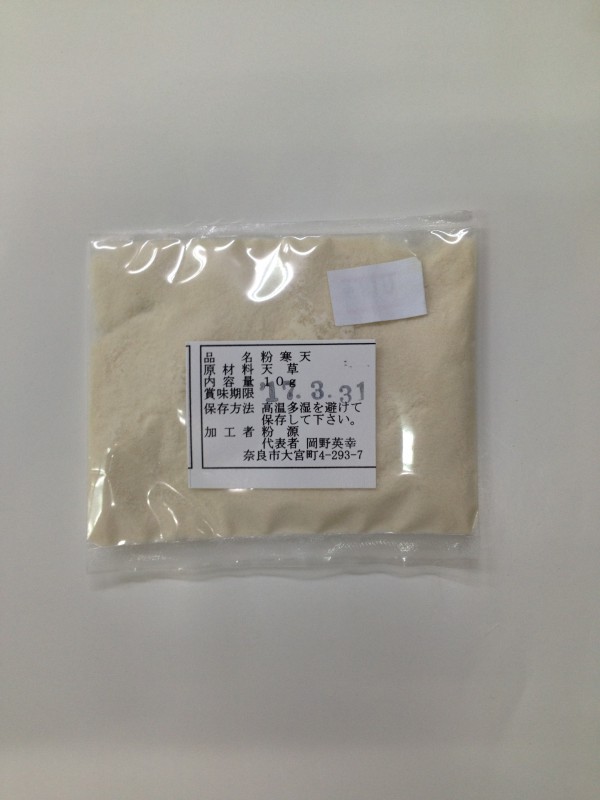 品　　名 粉寒天
原材料 天　草
内容量 10g
賞味期限 '17.3.31
保存方法 高温多湿を避けて
保存して下さい。
加工者 粉　源
代表者 岡野英幸
奈良市大宮町4-293-7